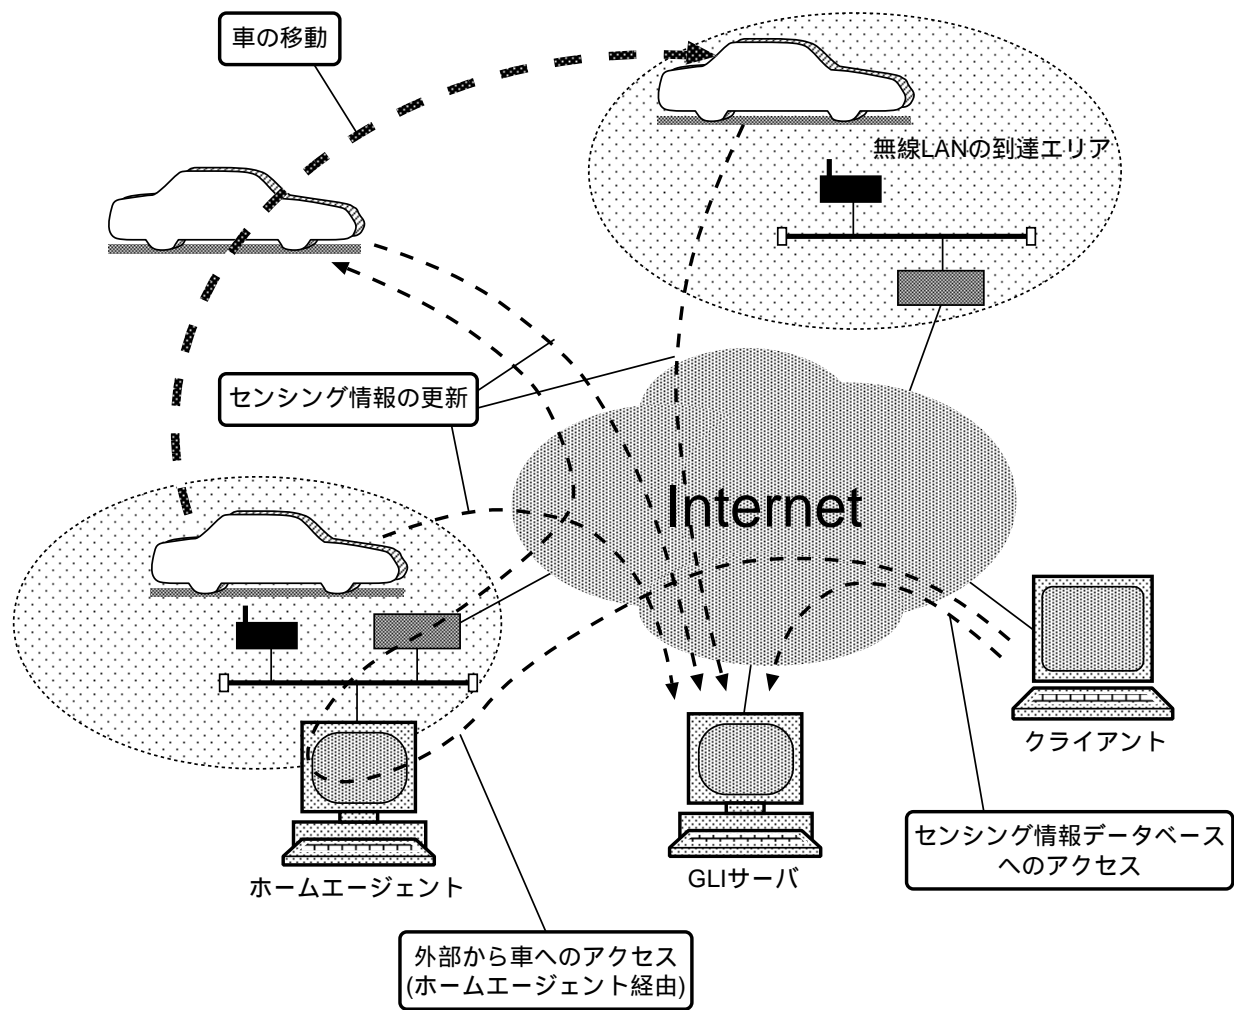 車の移動
無線LANの到達エリア
センシング情報の更新
Internet
クライアント
センシング情報データベース
へのアクセス
ホームエージェント
GLIサーバ
外部から車へのアクセス
(ホームエージェント経由)